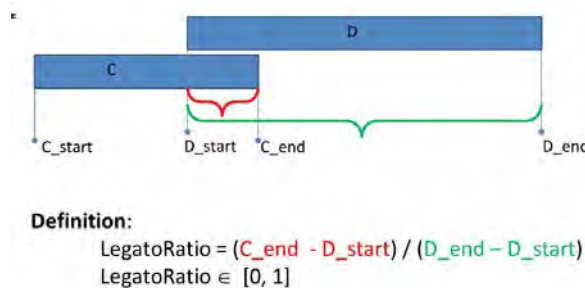 E
D
C
C_start
D_start
C_end
D_end
Definition:
LegatoRatio = (C_end - D_start) / (D_end – D_start)
LegatoRatio ∈ [0, 1]